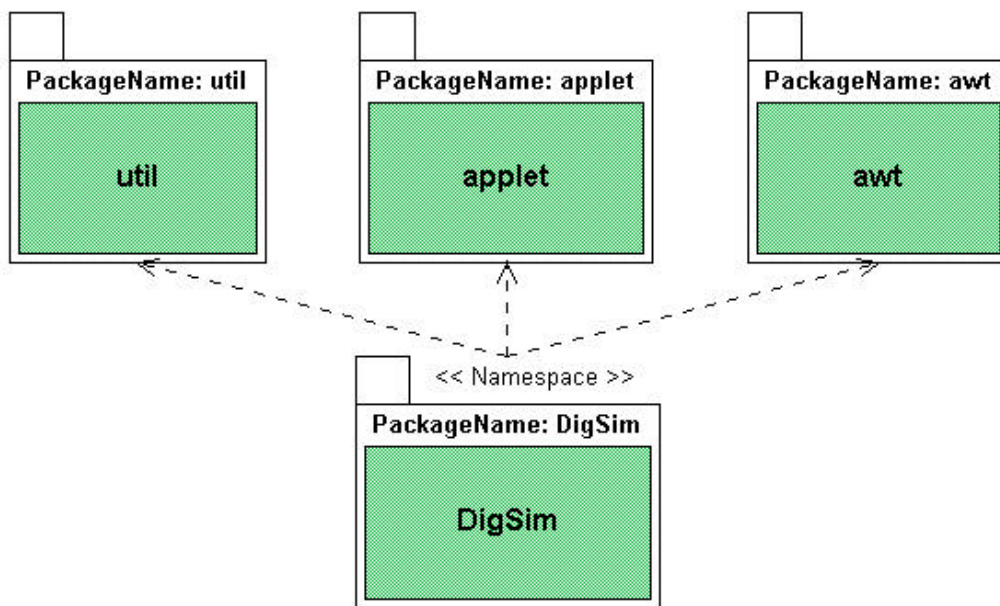 PackageName: util
PackageName: applet
PackageName: awt
util
applet
awt
<< Namespace >>
PackageName: DigSim
DigSim